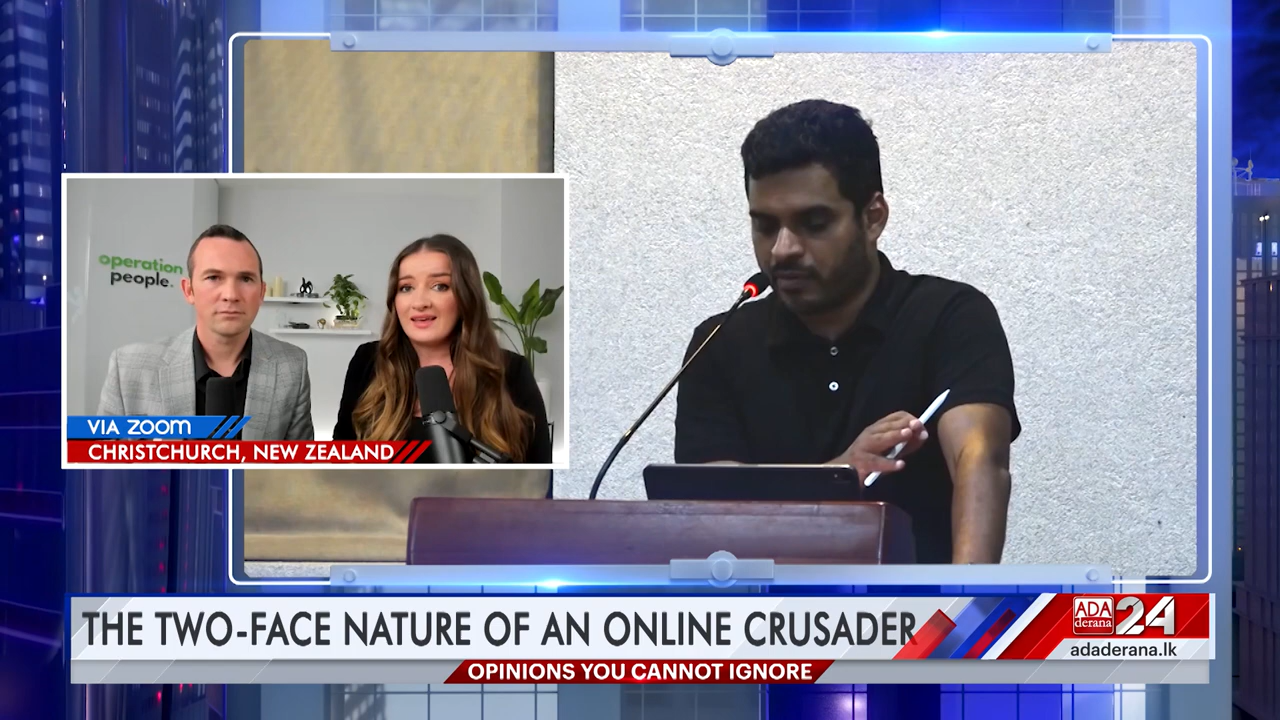 operation
people.
VIA zoom
CHRISTCHURCH, NEW ZEALAND
THE TWO-FACE NATURE OF AN ONLINE CRUSADER
ADA
derana
24
adaderana.lk
OPINIONS YOU CANNOT IGNORE